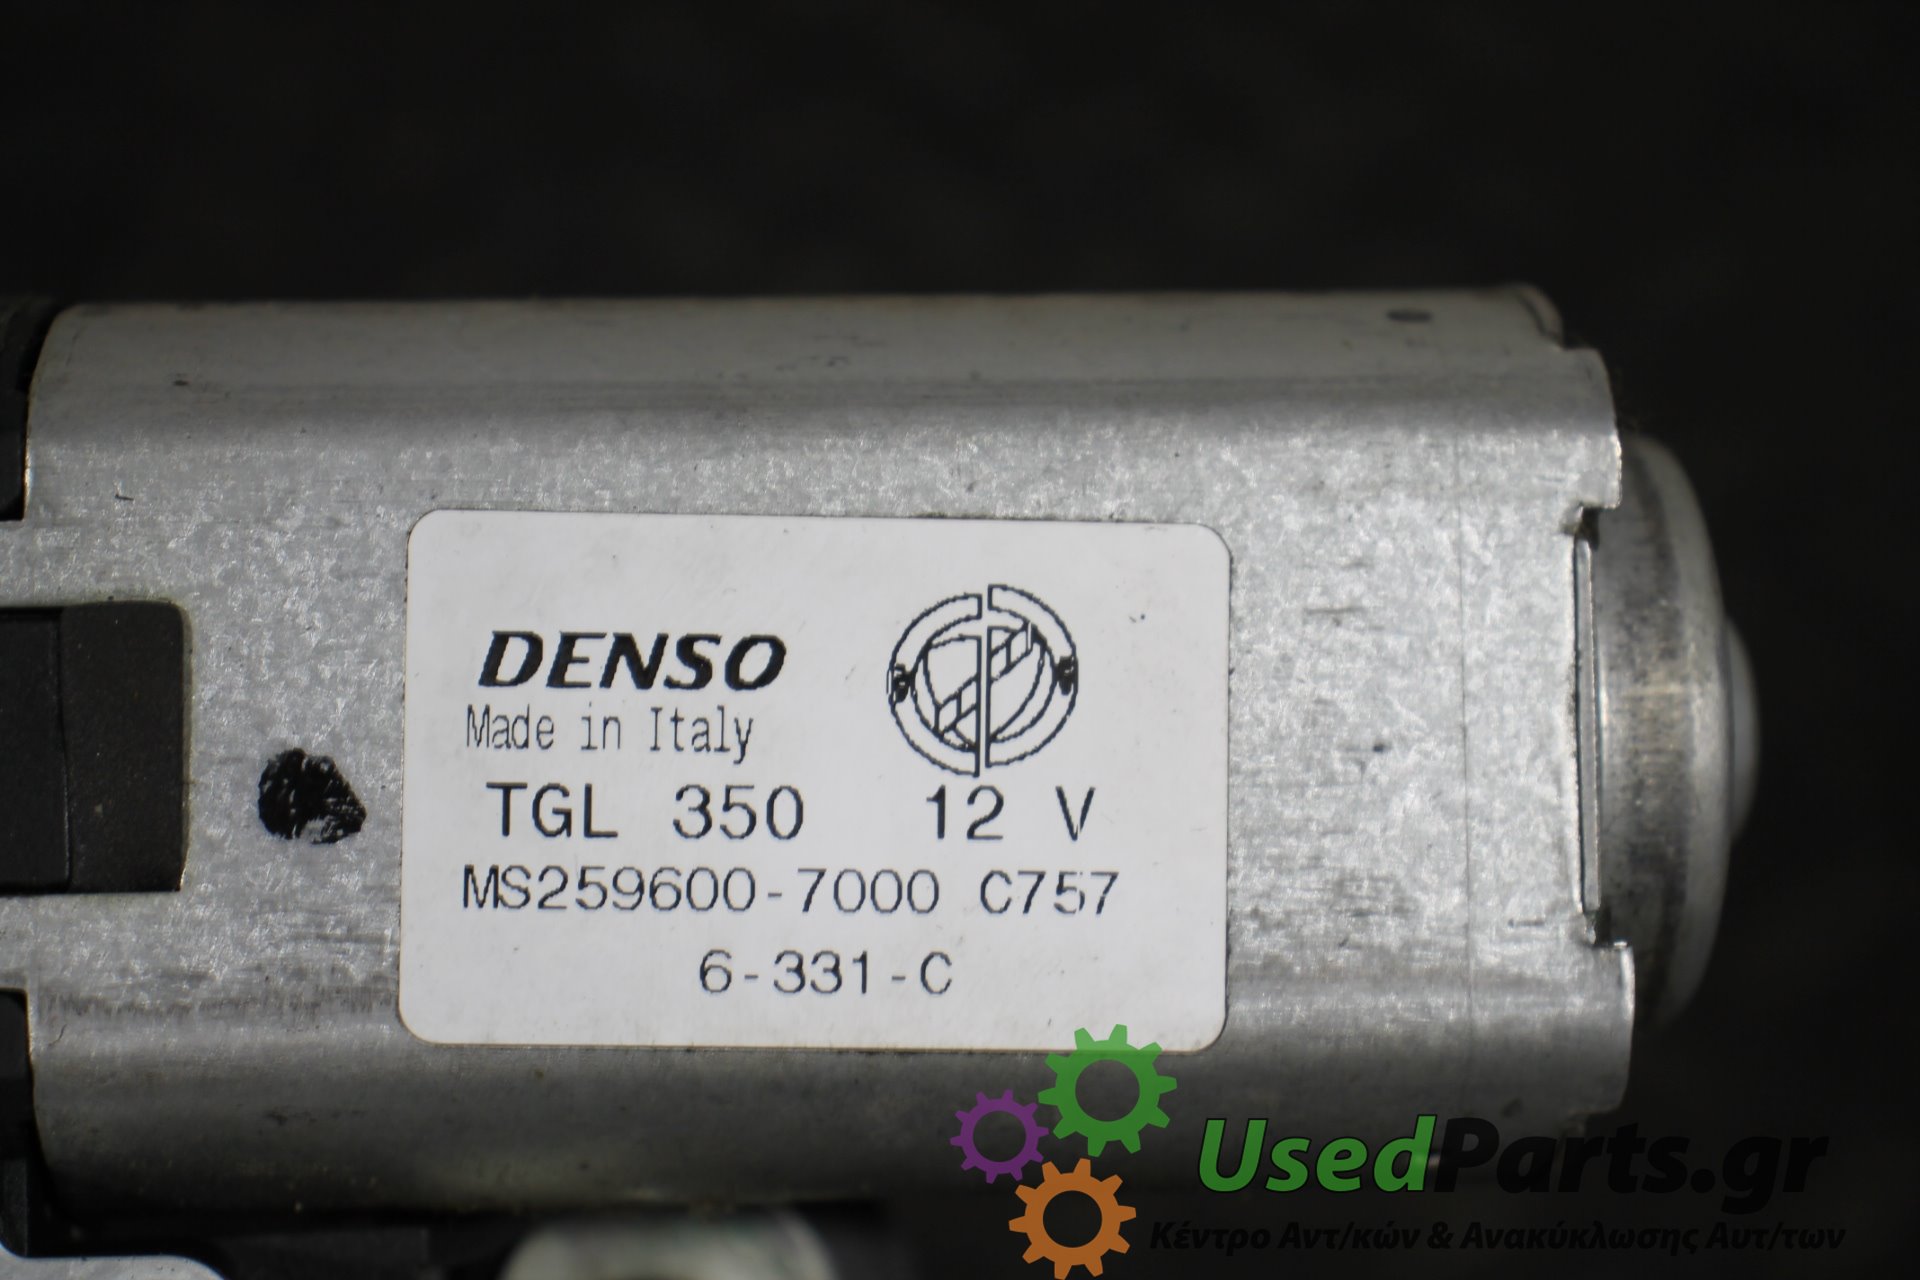 DENSO
Made in Italy
TGL 350 12 V
MS259600-7000 C757
6-331-C
UsedParts.gr
Κέντρο Αντ/κών & Ανακύκλωσης Αυτ/των